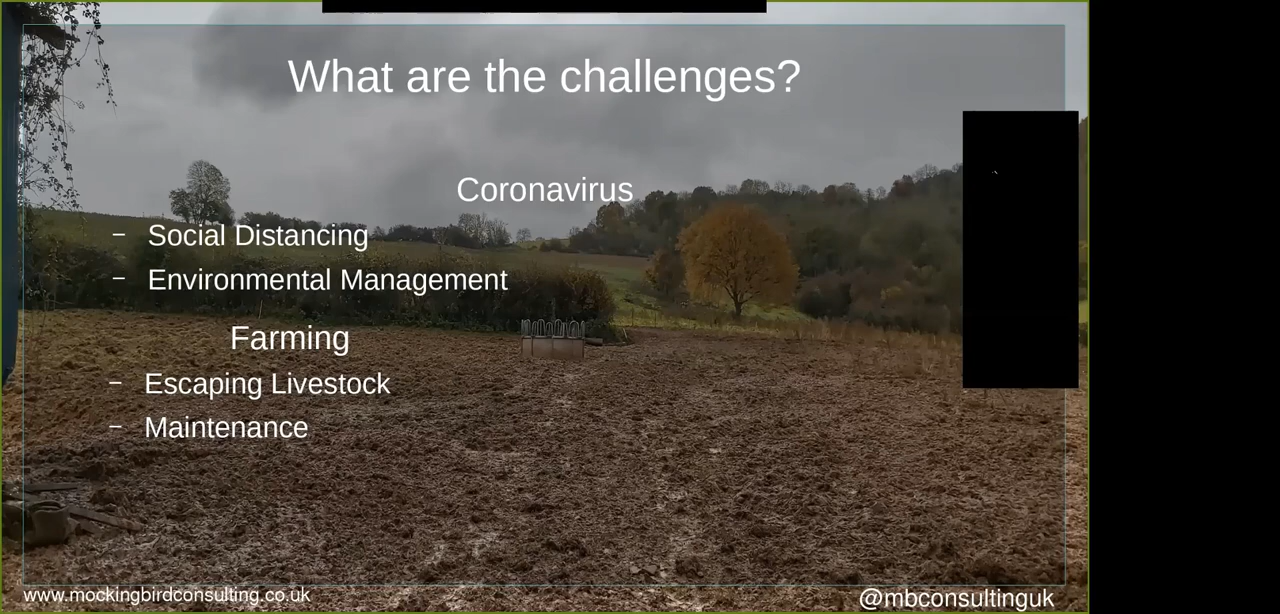 What are the challenges?
Coronavirus
– Social Distancing
– Environmental Management
Farming
– Escaping Livestock
– Maintenance
www.mockingbirdconsulting.co.uk
@mbconsultinguk